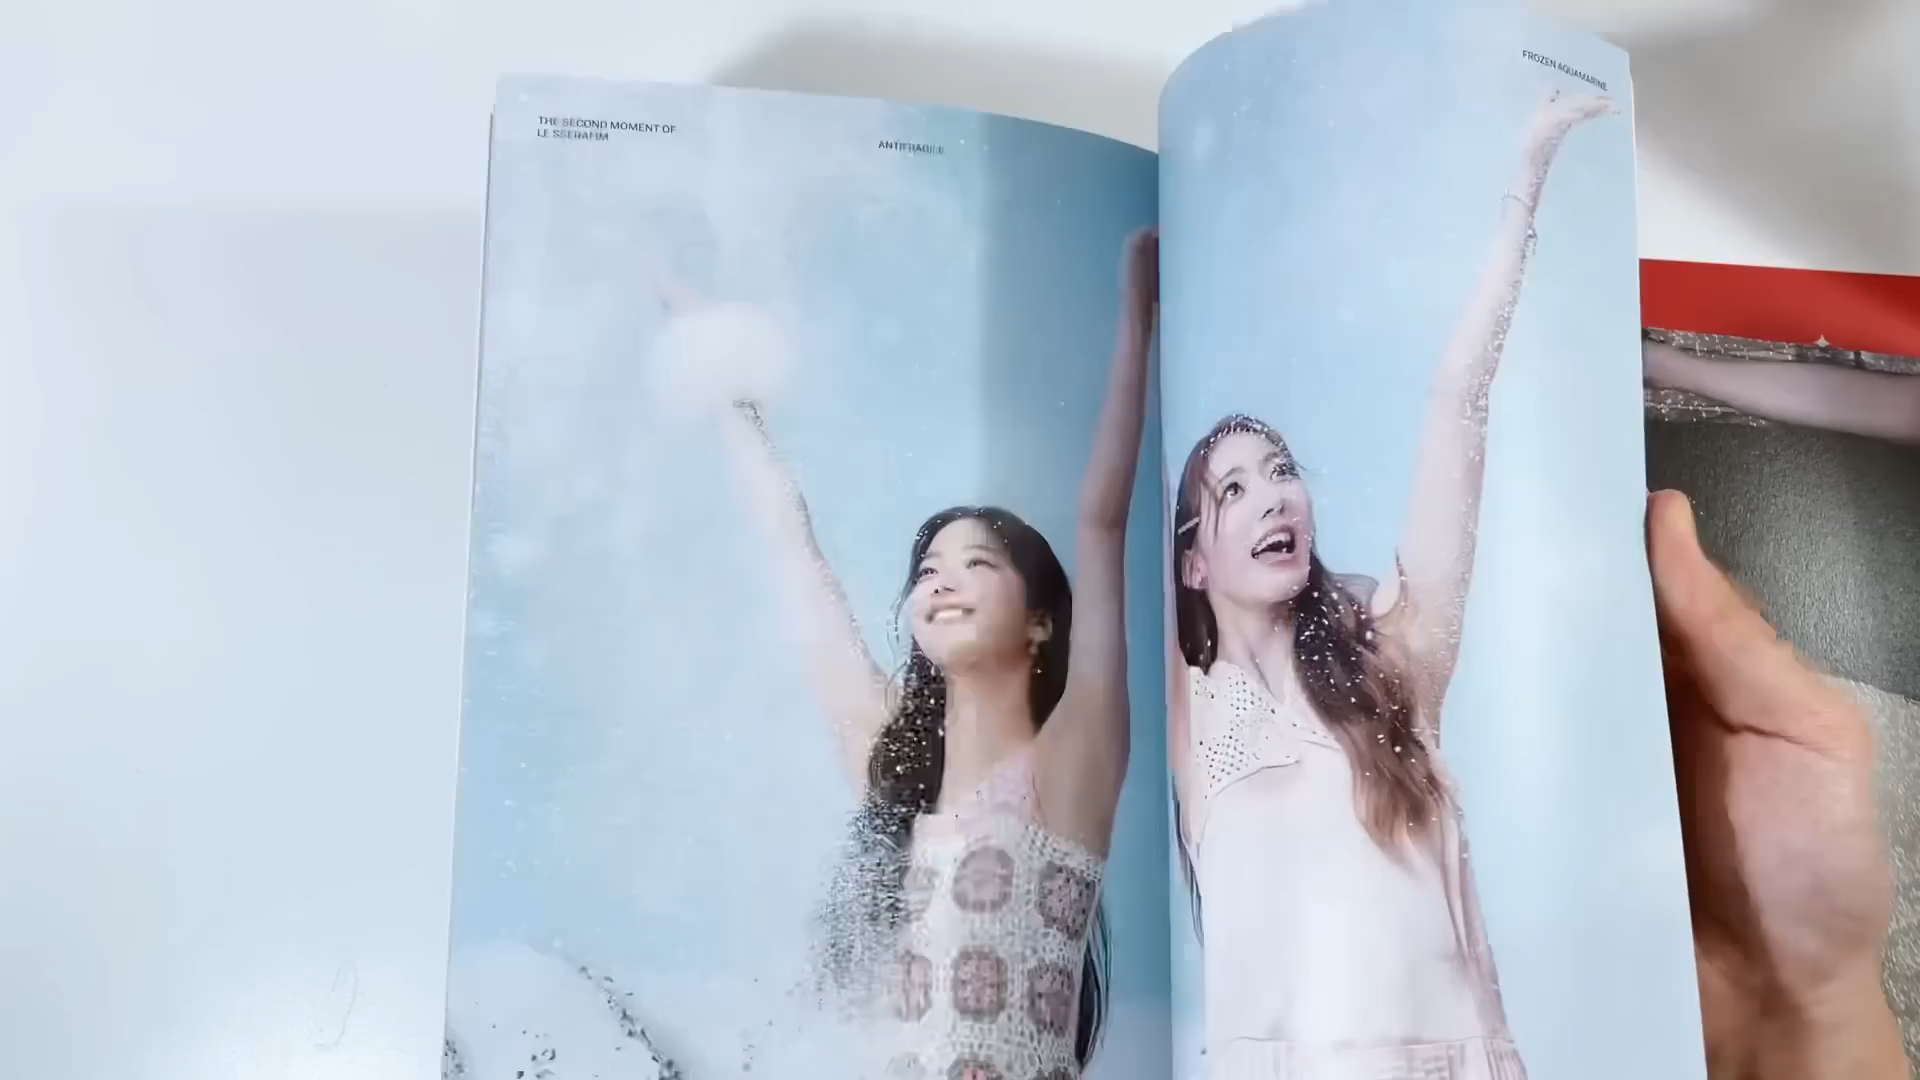 THE SECOND MOMENT OF
LE SSERAFIM
ANTIFRAGILE
FROZEN AQUAMARINE